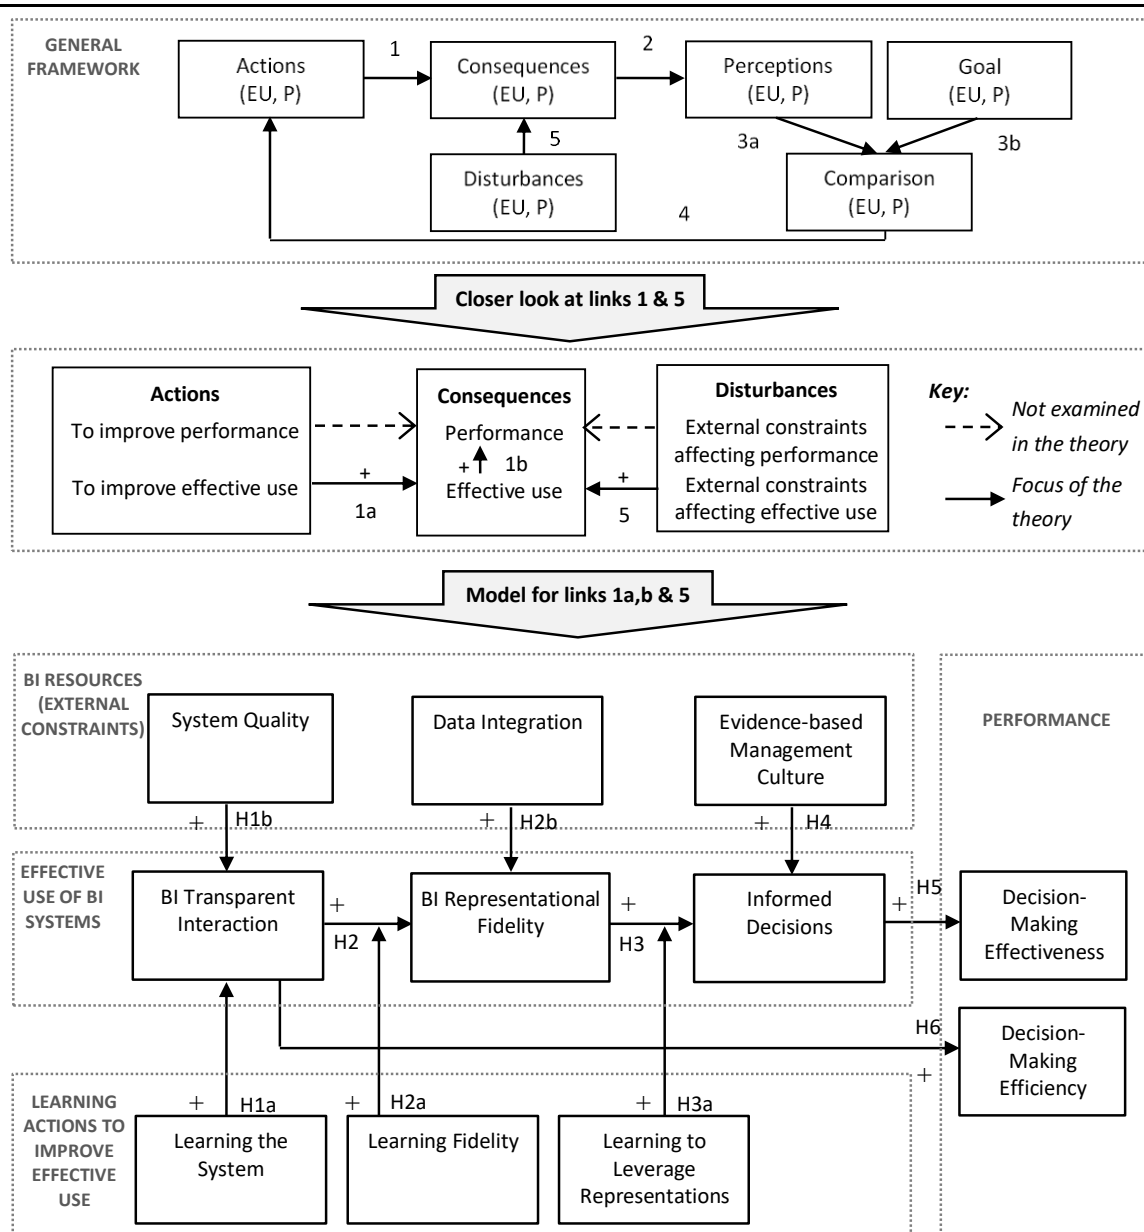 GENERAL
FRAMEWORK
Actions
(EU, P)
1
Consequences
(EU, P)
2
Perceptions
(EU, P)
Goal
(EU, P)
5
3a
3b
Disturbances
(EU, P)
Comparison
(EU, P)
4
Closer look at links 1 & 5
Actions
To improve performance
To improve effective use
+
1a
Consequences
Performance
+ 1b
Effective use
+
5
Disturbances
External constraints
affecting performance
External constraints
affecting effective use
Key:
Not examined
in the theory
Focus of the
theory
Model for links 1a,b & 5
BI RESOURCES
(EXTERNAL
CONSTRAINTS)
System Quality
Data Integration
Evidence-based
Management
Culture
PERFORMANCE
+ H1b
+ H2b
+ H4
EFFECTIVE
USE OF BI
SYSTEMS
BI Transparent
Interaction
+
H2
BI Representational
Fidelity
+
H3
Informed
Decisions
H5
+
Decision-
Making
Effectiveness
H6
+
Decision-
Making
Efficiency
LEARNING
ACTIONS TO
IMPROVE
EFFECTIVE
USE
+ H1a
+ H2a
+ H3a
Learning the
System
Learning Fidelity
Learning to
Leverage
Representations